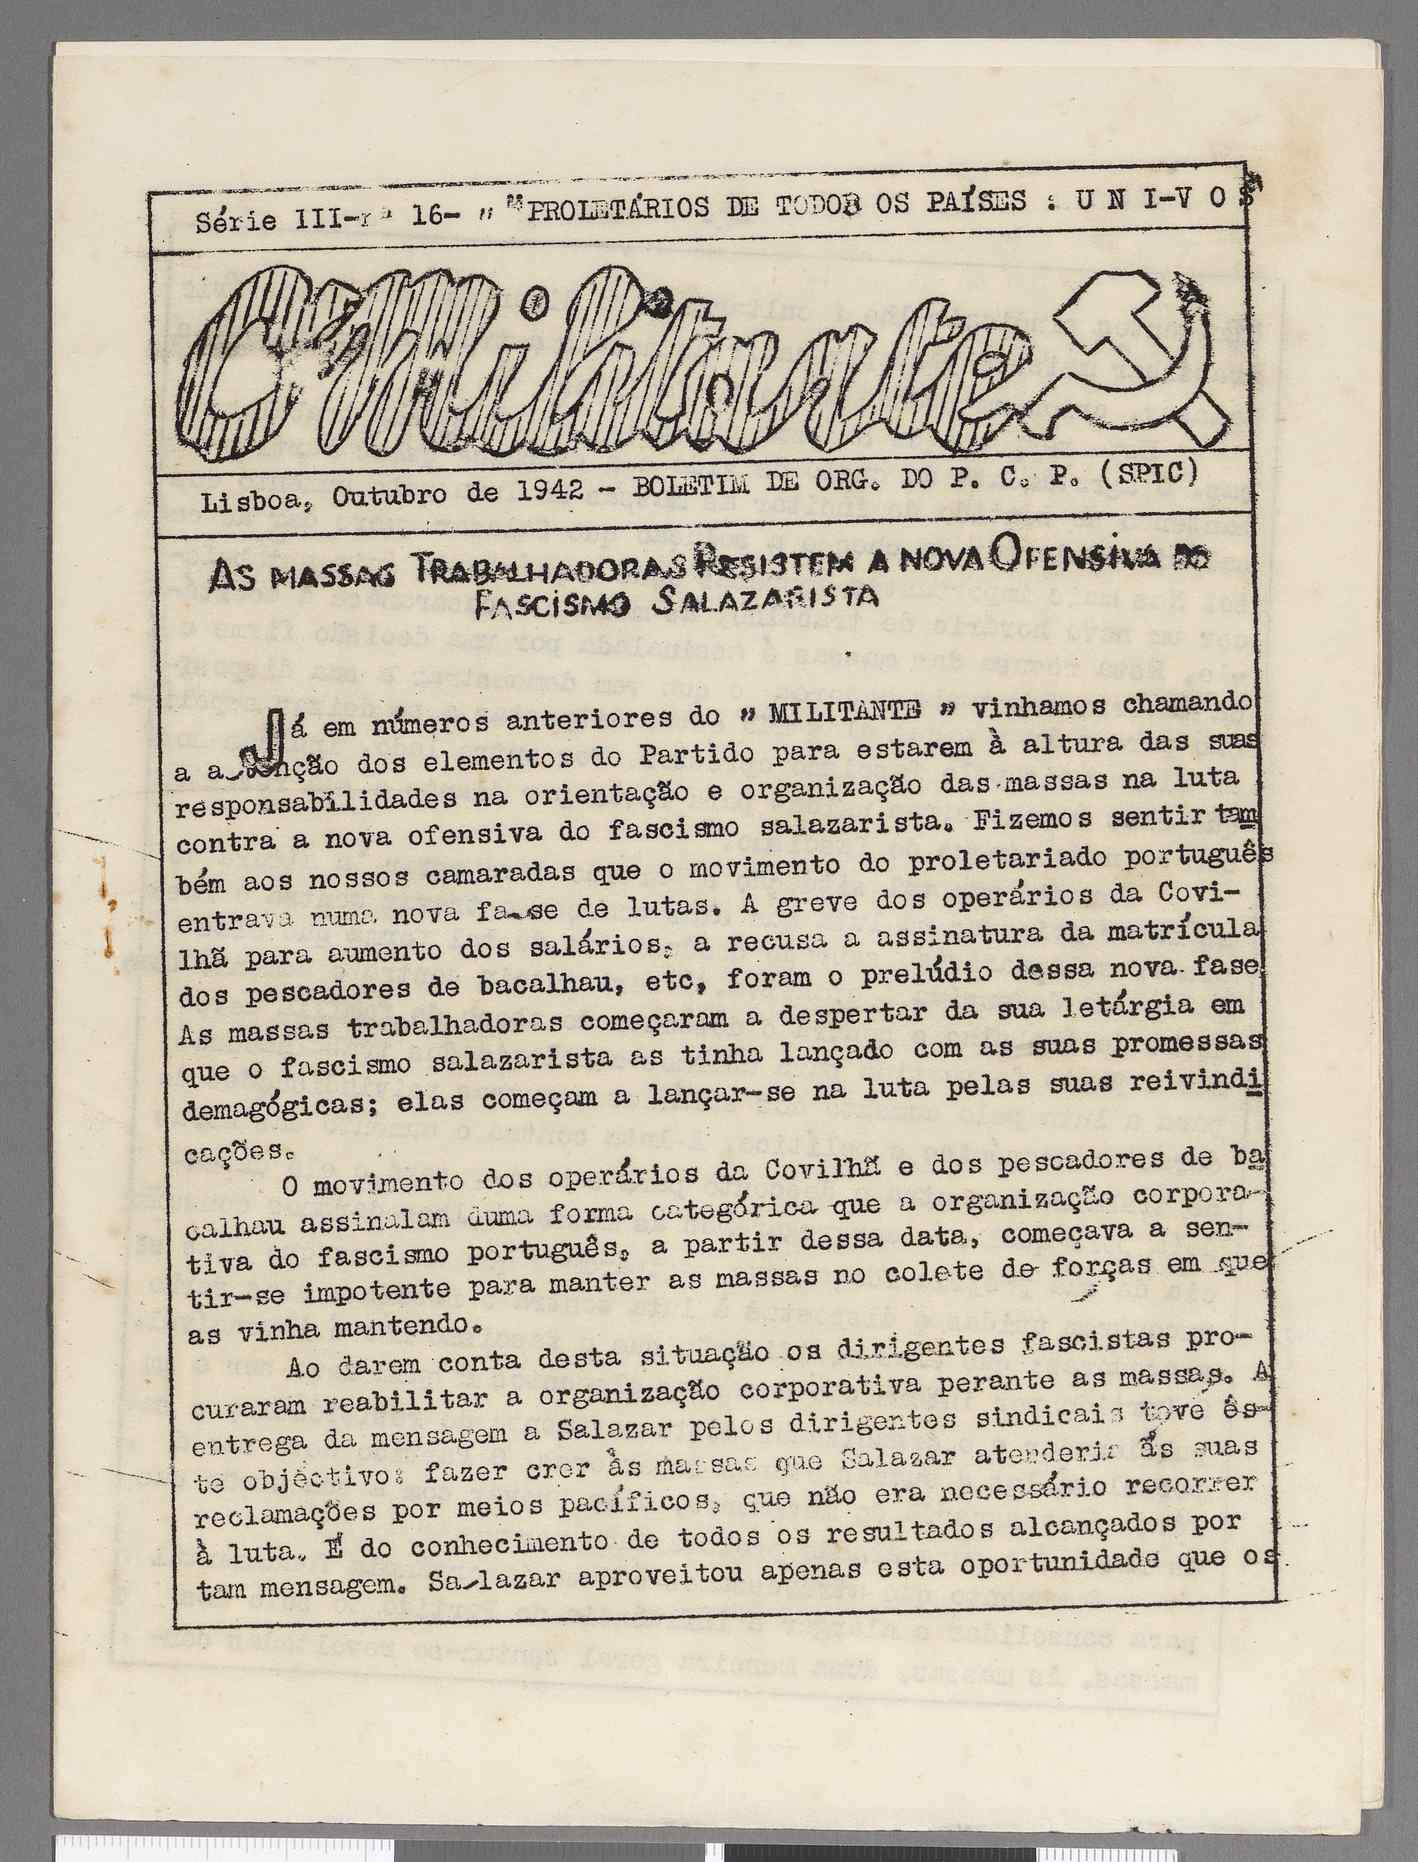 Série III-nº 16- " "PROLETÁRIOS DE TODOS OS PAÍSES : U N I-V O S"
O Militante
Lisboa, Outubro de 1942 - BOLETIM DE ORG. DO P. C. P. (SPIC)
AS MASSAS TRABALHADORAS RESISTEM A NOVA OFENSIVA DO
FASCISMO SALAZARISTA
Já em números anteriores do " MILITANTE " vinhamos chamando
a atenção dos elementos do Partido para estarem à altura das suas
responsabilidades na orientação e organização das massas na luta
contra a nova ofensiva do fascismo salazarista. Fizemos sentir tam
bém aos nossos camaradas que o movimento do proletariado português
entrava numa nova fa-se de lutas. A greve dos operários da Covi-
lhã para aumento dos salários, a recusa a assinatura da matrícula
dos pescadores de bacalhau, etc, foram o prelúdio dessa nova fase.
As massas trabalhadoras começaram a despertar da sua letárgia em
que o fascismo salazarista as tinha lançado com as suas promessas
demagógicas; elas começam a lançar-se na luta pelas suas reivindi
cações.
O movimento dos operários da Covilhã e dos pescadores de ba
calhau assinalam duma forma categórica que a organização corpora-
tiva do fascismo português, a partir dessa data, começava a sen-
tir-se impotente para manter as massas no colete de forças em que
as vinha mantendo.
Ao darem conta desta situação os dirigentes fascistas pro-
curaram reabilitar a organização corporativa perante as massas. A
entrega da mensagem a Salazar pelos dirigentes sindicais teve ês-
te objéctivo: fazer crer às massas que Salazar atenderia ás suas
reclamações por meios pacíficos, que não era necessário recorrer
à luta. É do conhecimento de todos os resultados alcançados por
tam mensagem. Sa-lazar aproveitou apenas esta oportunidade que os